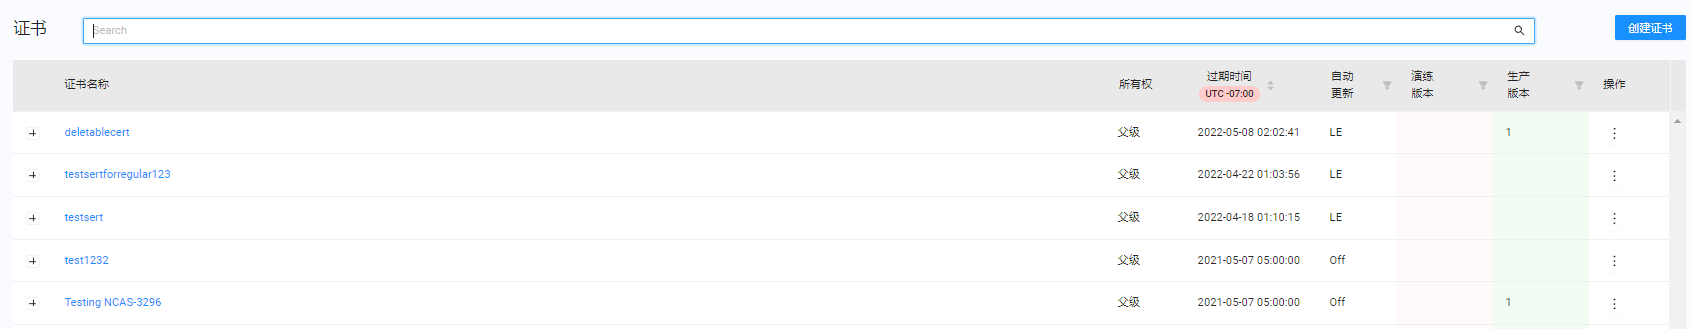 证书
Search
创建证书
证书名称 所有权 过期时间 UTC -07:00 自动更新 演练版本 生产版本 操作
deletablecert 父级 2022-05-08 02:02:41 LE 1
testsertforregular123 父级 2022-04-22 01:03:56 LE
testsert 父级 2022-04-18 01:10:15 LE
test1232 父级 2021-05-07 05:00:00 Off
Testing NCAS-3296 父级 2021-05-07 05:00:00 Off 1